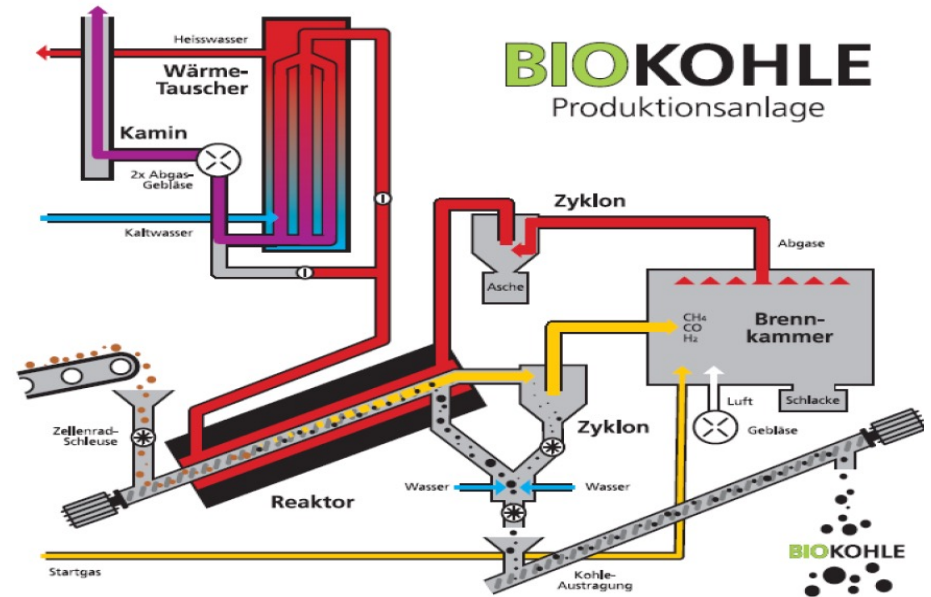 BIOKOHLE
Produktionsanlage
Heisswasser
Wärme-
Tauscher
Kamin
2x Abgas-
Gebläse
Kaltwasser
Zyklon
Abgase
Asche
CH₄
CO
H₂
Brenn-
kammer
Luft
Schlacke
Gebläse
Zellenrad-
Schleuse
Zyklon
Reaktor
Wasser
Wasser
Startgas
Kohle-
Austragung
BIOKOHLE